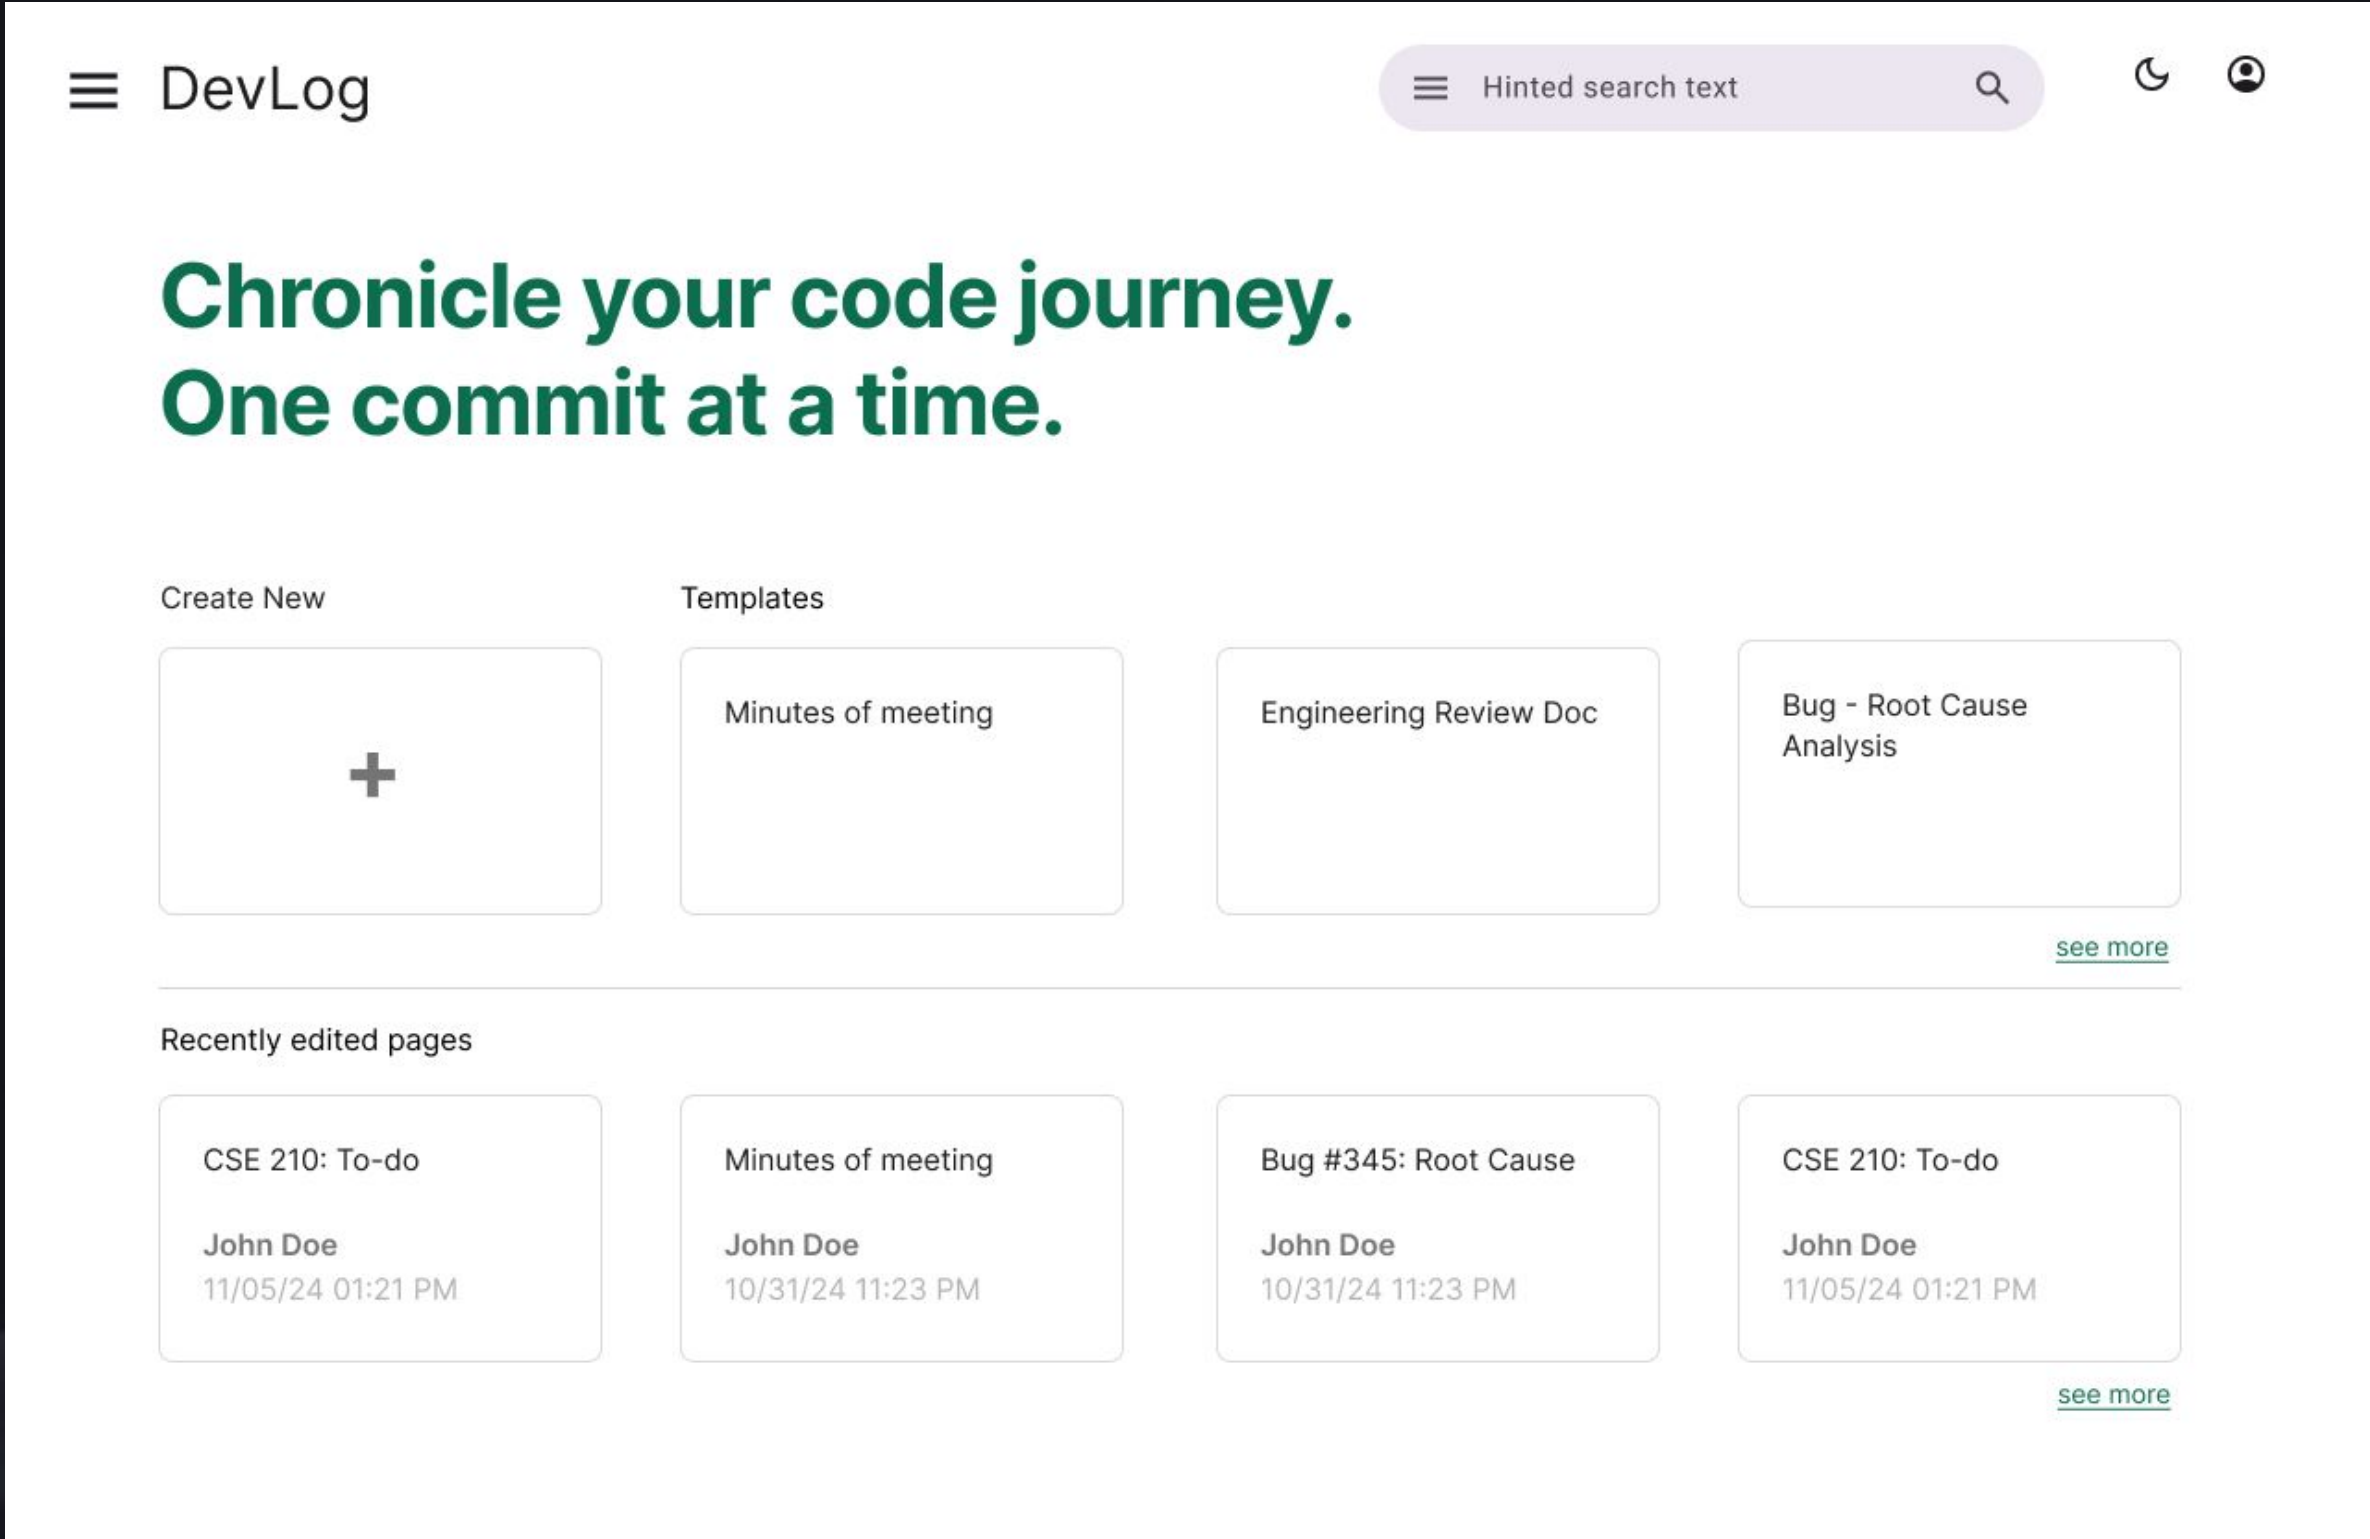 DevLog
Hinted search text
Chronicle your code journey.
One commit at a time.
Create New
Templates
Minutes of meeting
Engineering Review Doc
Bug - Root Cause
Analysis
see more
Recently edited pages
CSE 210: To-do
John Doe
11/05/24 01:21 PM
Minutes of meeting
John Doe
10/31/24 11:23 PM
Bug #345: Root Cause
John Doe
10/31/24 11:23 PM
CSE 210: To-do
John Doe
11/05/24 01:21 PM
see more